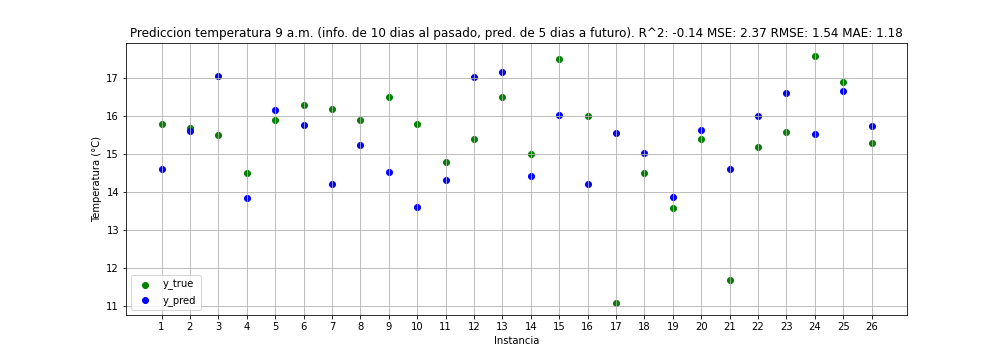 Prediccion temperatura 9 a.m. (info. de 10 dias al pasado, pred. de 5 dias a futuro). R^2: -0.14 MSE: 2.37 RMSE: 1.54 MAE: 1.18
Temperatura (°C)
17
16
15
14
13
12
11
y_true
y_pred
1 2 3 4 5 6 7 8 9 10 11 12 13 14 15 16 17 18 19 20 21 22 23 24 25 26
Instancia